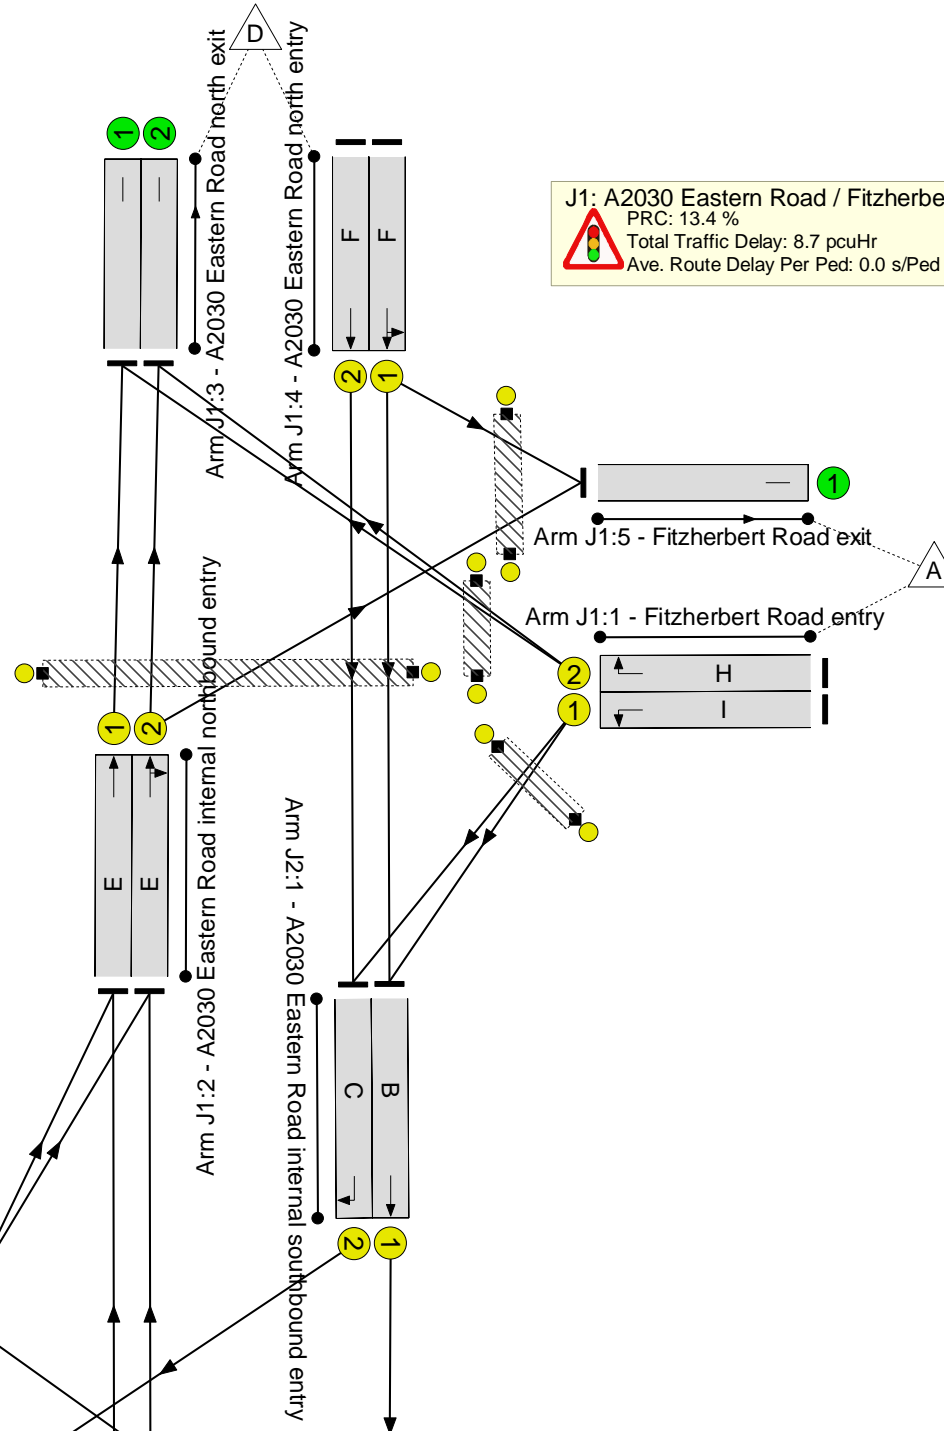 D
1
2
Arm J1:3 - A2030 Eastern Road north exit
Arm J1:4 - A2030 Eastern Road north entry
F
F
2
1
J1: A2030 Eastern Road / Fitzherbe
PRC: 13.4 %
Total Traffic Delay: 8.7 pcuHr
Ave. Route Delay Per Ped: 0.0 s/Ped
1
Arm J1:5 - Fitzherbert Road exit
A
Arm J1:1 - Fitzherbert Road entry
2
H
1
I
1
2
E
E
Arm J1:2 - A2030 Eastern Road internal northbound entry
Arm J2:1 - A2030 Eastern Road internal southbound entry
C
B
2
1